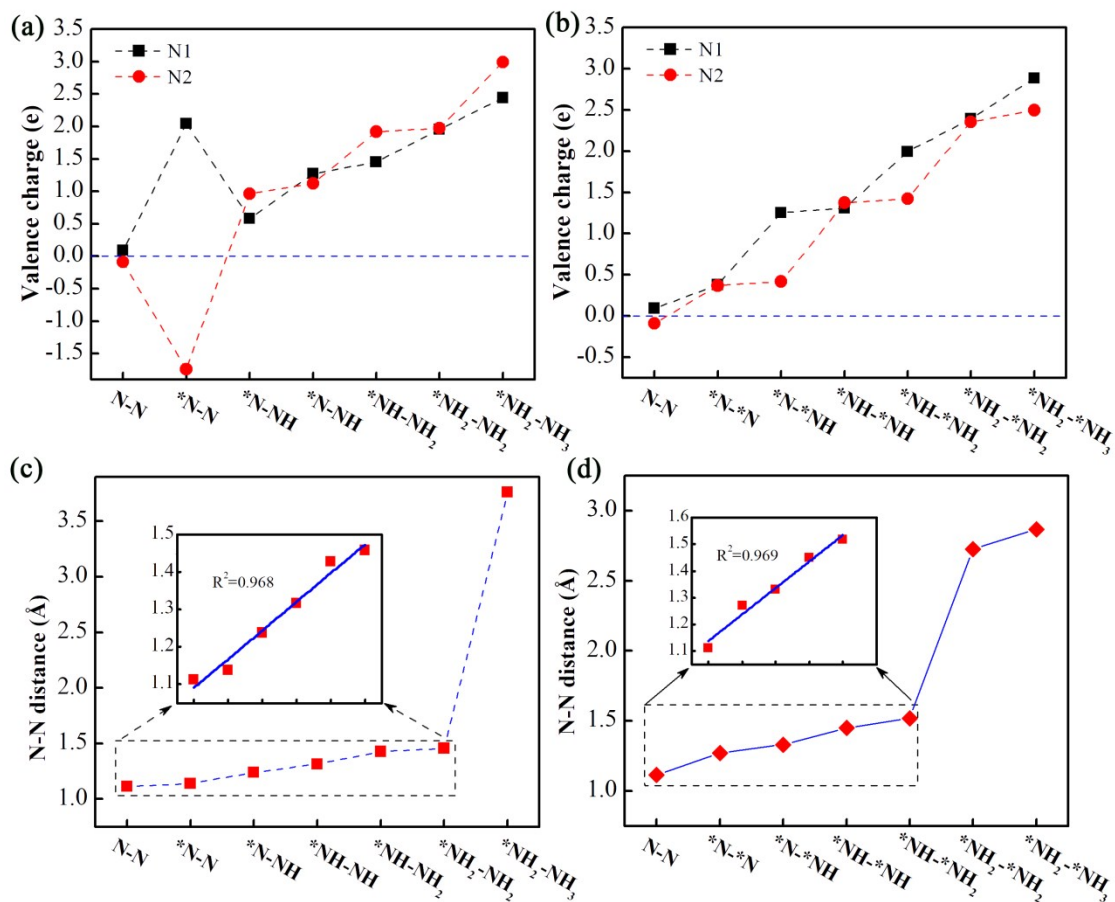 (a)
Valence charge (e)
3.5
3.0
2.5
2.0
1.5
1.0
0.5
0.0
-0.5
-1.0
-1.5
N1
N2
N-N
*N-N
*N-NH
*N-NH
*NH-NH₂
*NH₂-NH₂
*NH₂-NH₃
(b)
Valence charge (e)
3.5
3.0
2.5
2.0
1.5
1.0
0.5
0.0
-0.5
N1
N2
N-N
*N-*N
*N-*NH
*NH-*NH
*NH-*NH₂
*NH₂-*NH₂
*NH₂-*NH₃
(c)
N-N distance (Å)
3.5
3.0
2.5
2.0
1.5
1.0
1.5
1.4
1.3
1.2
1.1
R²=0.968
N-N
*N-N
*N-NH
*NH-NH
*NH-NH₂
*NH₂-NH₂
*NH₂-NH₃
(d)
N-N distance (Å)
3.0
2.5
2.0
1.5
1.0
1.6
1.5
1.4
1.3
1.2
1.1
R²=0.969
N-N
*N-*N
*N-*NH
*NH-*NH
*NH-*NH₂
*NH₂-*NH₂
*NH₂-*NH₃